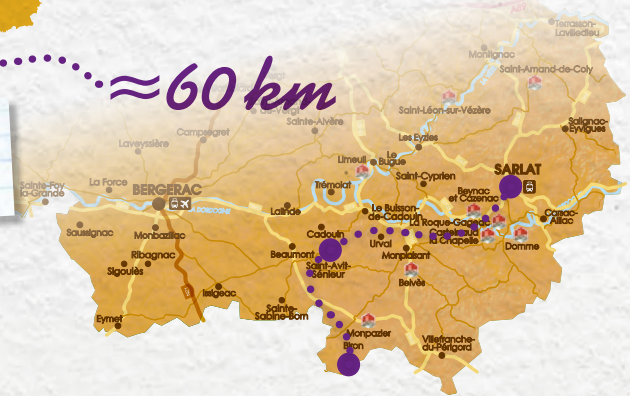 Terrasson-
Lavilledieu
Montignac
Saint-Amand-de-Coly
≈60 km
Saint-Léon-sur-Vézère
Sainte-Alvère
Salignac-
Eyvigues
Campsegret
Laveyssière
Les Eyzies
Le
Bugue
Limeuil
SARLAT
Saint-Cyprien
Sainte-Foy
la-Grande
La Force
BERGERAC
Trémolat
Beynac
et Cazenac
DORDOGNE
Lalinde
Le Buisson-
de-Cadouin
La Roque-Gageac
Carsac-
Aillac
Saussignac
Monbazillac
Cadouin
Urval
Castelnaud
la Chapelle
Domme
Ribagnac
Beaumont
Monplaisant
Sigoulès
Saint-Avit-
Sénieur
Belvès
Issigeac
Sainte-
Sabine-Born
Eymet
Monpazier
Biron
Villefranche-
du-Périgord